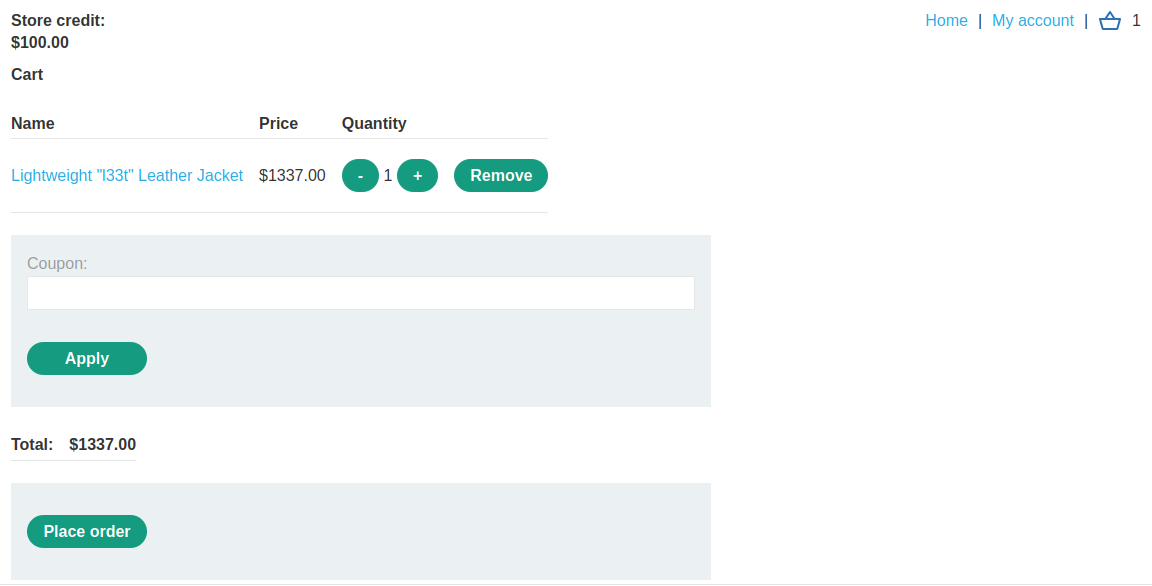 Store credit:
$100.00
Home | My account | 1
Cart
Name Price Quantity
Lightweight "l33t" Leather Jacket $1337.00 - 1 + Remove
Coupon:
Apply
Total: $1337.00
Place order